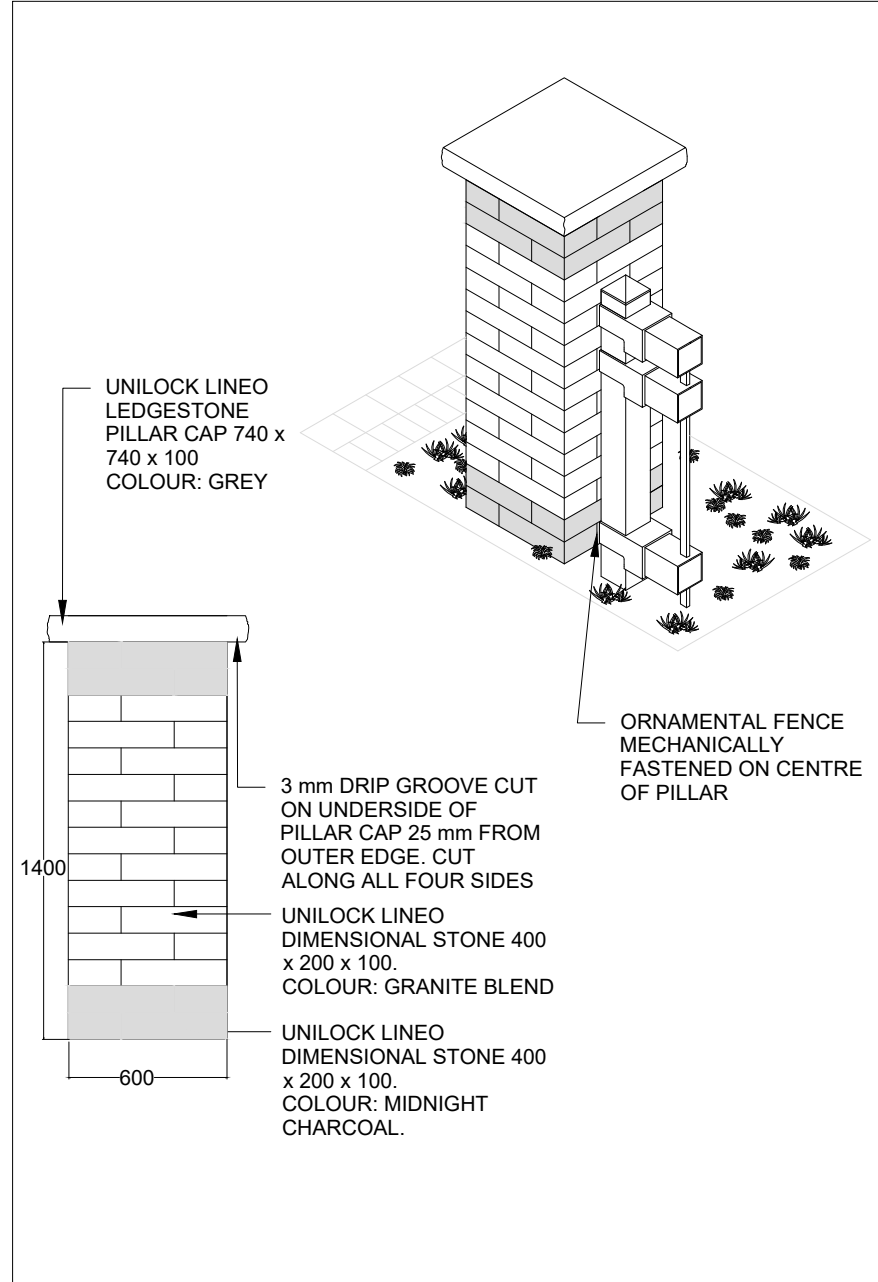 UNILOCK LINEO
LEDGESTONE
PILLAR CAP 740 x
740 x 100
COLOUR: GREY
ORNAMENTAL FENCE
MECHANICALLY
FASTENED ON CENTRE
OF PILLAR
3 mm DRIP GROOVE CUT
ON UNDERSIDE OF
PILLAR CAP 25 mm FROM
OUTER EDGE. CUT
ALONG ALL FOUR SIDES
1400
UNILOCK LINEO
DIMENSIONAL STONE 400
x 200 x 100.
COLOUR: GRANITE BLEND
UNILOCK LINEO
DIMENSIONAL STONE 400
x 200 x 100.
COLOUR: MIDNIGHT
CHARCOAL.
600